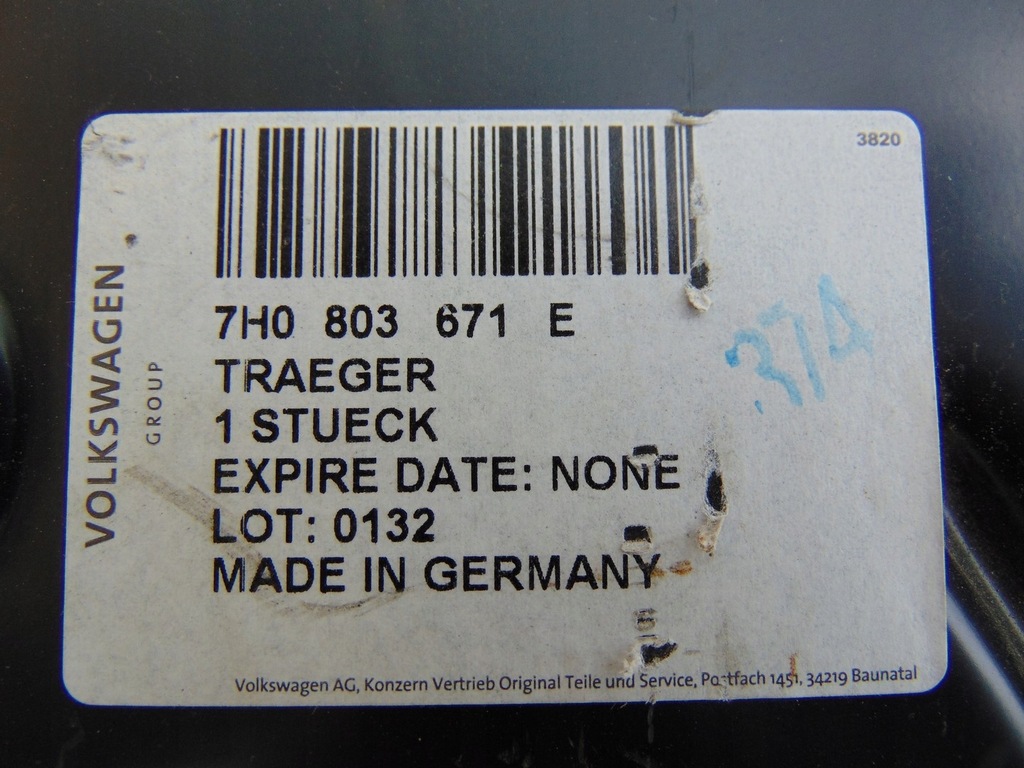 3820
VOLKSWAGEN
GROUP
7H0 803 671 E
TRAEGER
1 STUECK
EXPIRE DATE: NONE
LOT: 0132
MADE IN GERMANY
374
Volkswagen AG, Konzern Vertrieb Original Teile und Service, Postfach 1451, 34219 Baunatal